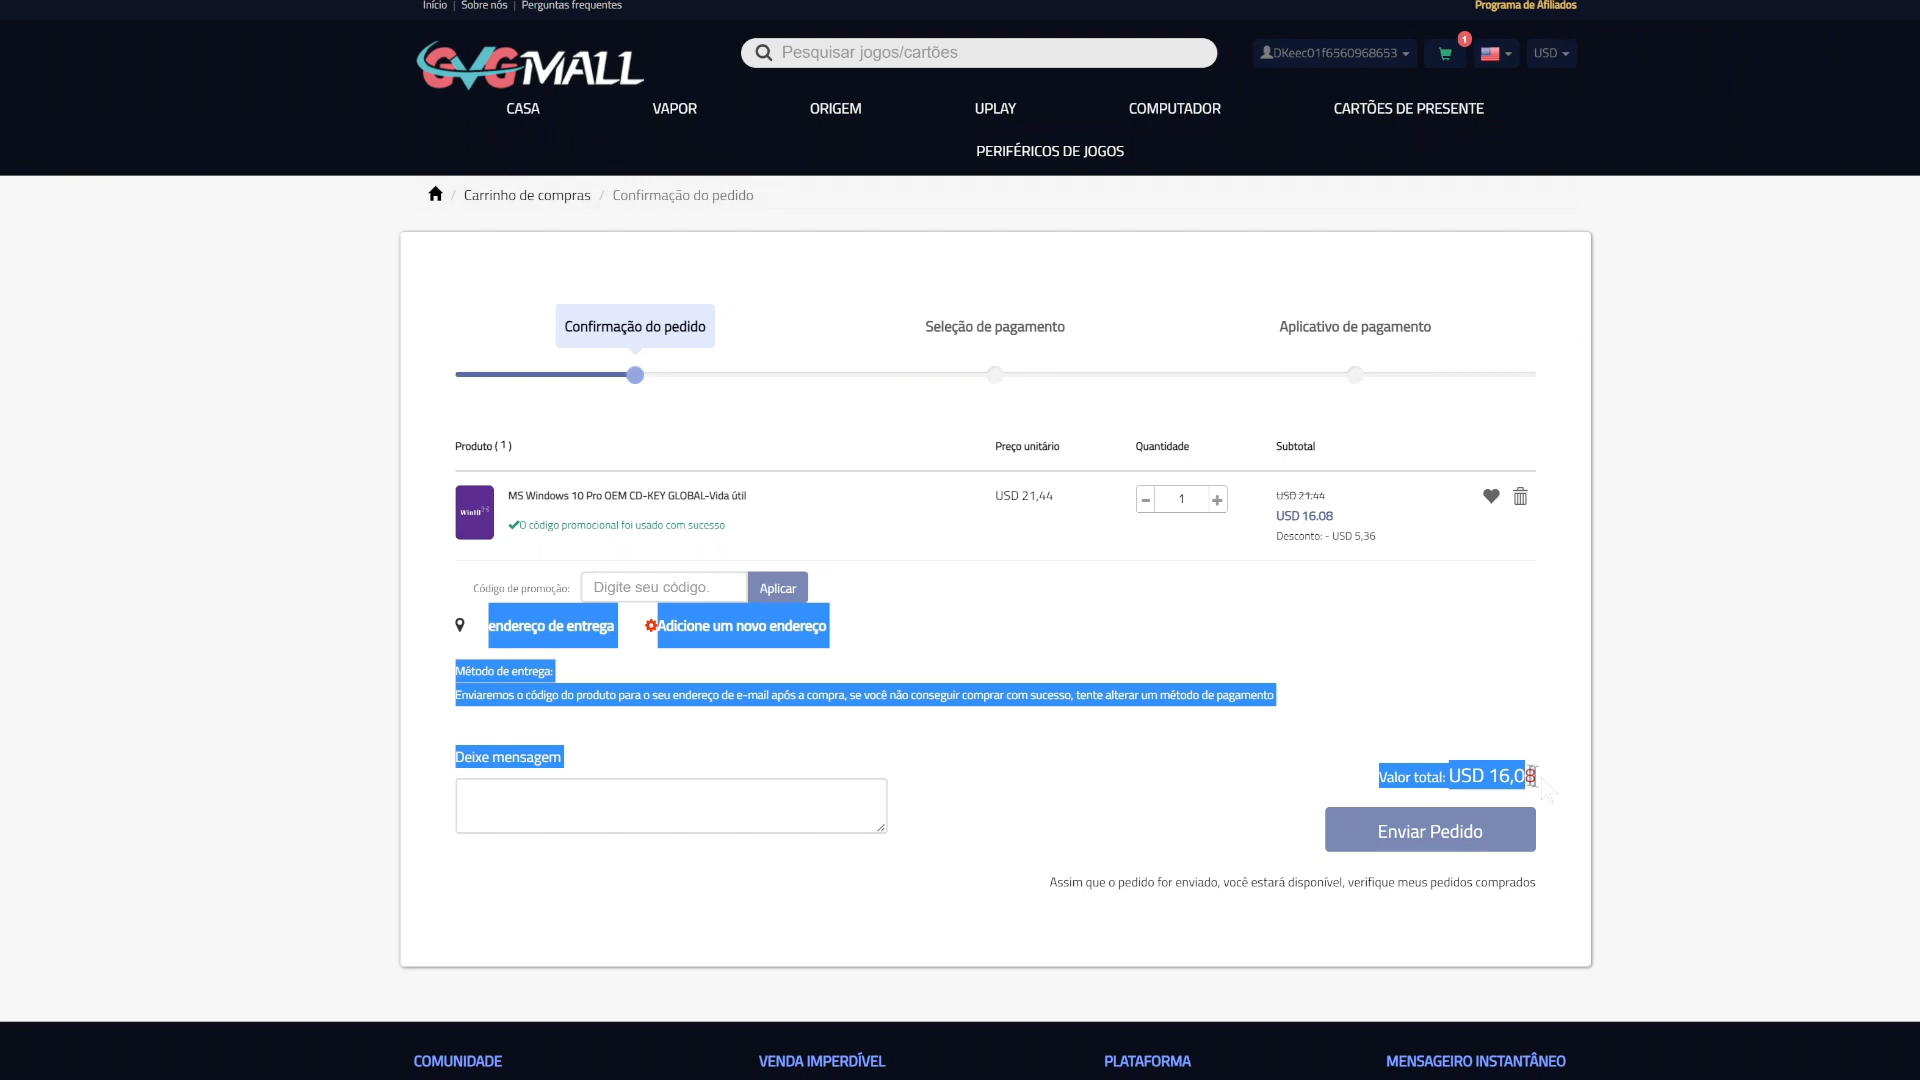 Início | Sobre nós | Perguntas frequentes
Programa de Afiliados
GVGMALL
Pesquisar jogos/cartões
DKeec01f6560968653
1
USD
CASA
VAPOR
ORIGEM
UPLAY
COMPUTADOR
CARTÕES DE PRESENTE
PERIFÉRICOS DE JOGOS
/ Carrinho de compras / Confirmação do pedido
Confirmação do pedido
Seleção de pagamento
Aplicativo de pagamento
Produto ( 1 )
Preço unitário
Quantidade
Subtotal
Win10
MS Windows 10 Pro OEM CD-KEY GLOBAL-Vida útil
USD 21,44
1
USD 21.44
USD 16.08
O código promocional foi usado com sucesso
Desconto: - USD 5,36
Código de promoção:
Digite seu código.
Aplicar
endereço de entrega
Adicione um novo endereço
Método de entrega:
Enviaremos o código do produto para o seu endereço de e-mail após a compra, se você não conseguir comprar com sucesso, tente alterar um método de pagamento
Deixe mensagem
Valor total: USD 16,08
Enviar Pedido
Assim que o pedido for enviado, você estará disponível, verifique meus pedidos comprados
COMUNIDADE
VENDA IMPERDÍVEL
PLATAFORMA
MENSAGEIRO INSTANTÂNEO